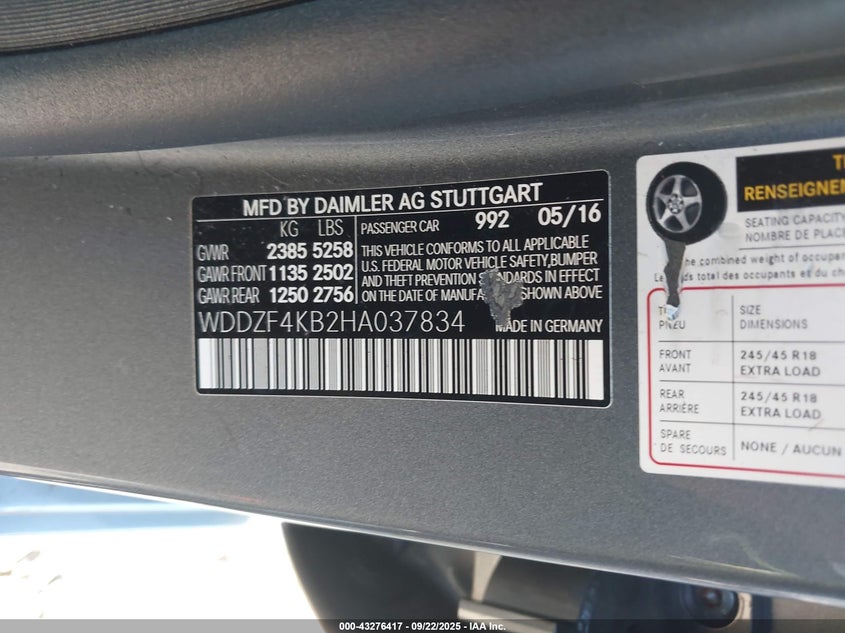 MFD BY DAIMLER AG STUTTGART
KG LBS
GVWR 2385 5258
GAWR FRONT 1135 2502
GAWR REAR 1250 2756
PASSENGER CAR 992 05/16
THIS VEHICLE CONFORMS TO ALL APPLICABLE
U.S. FEDERAL MOTOR VEHICLE SAFETY,BUMPER
AND THEFT PREVENTION IN EFFECT
ON THE DATE OF SHOWN ABOVE
WDDZF4KB2HA037834
MADE IN GERMANY
SEATING CAPACITY
NOMBRE DE PLACE
The combined weight of occupa
total des occupants et du ch
PNEU
SIZE
DIMENSIONS
FRONT
AVANT
245/45 R18
EXTRA LOAD
REAR
ARRIÈRE
245/45 R18
EXTRA LOAD
SPARE
DE SECOURS
NONE / AUCUN
000-43276417 - 09/22/2025 - IAA Inc.